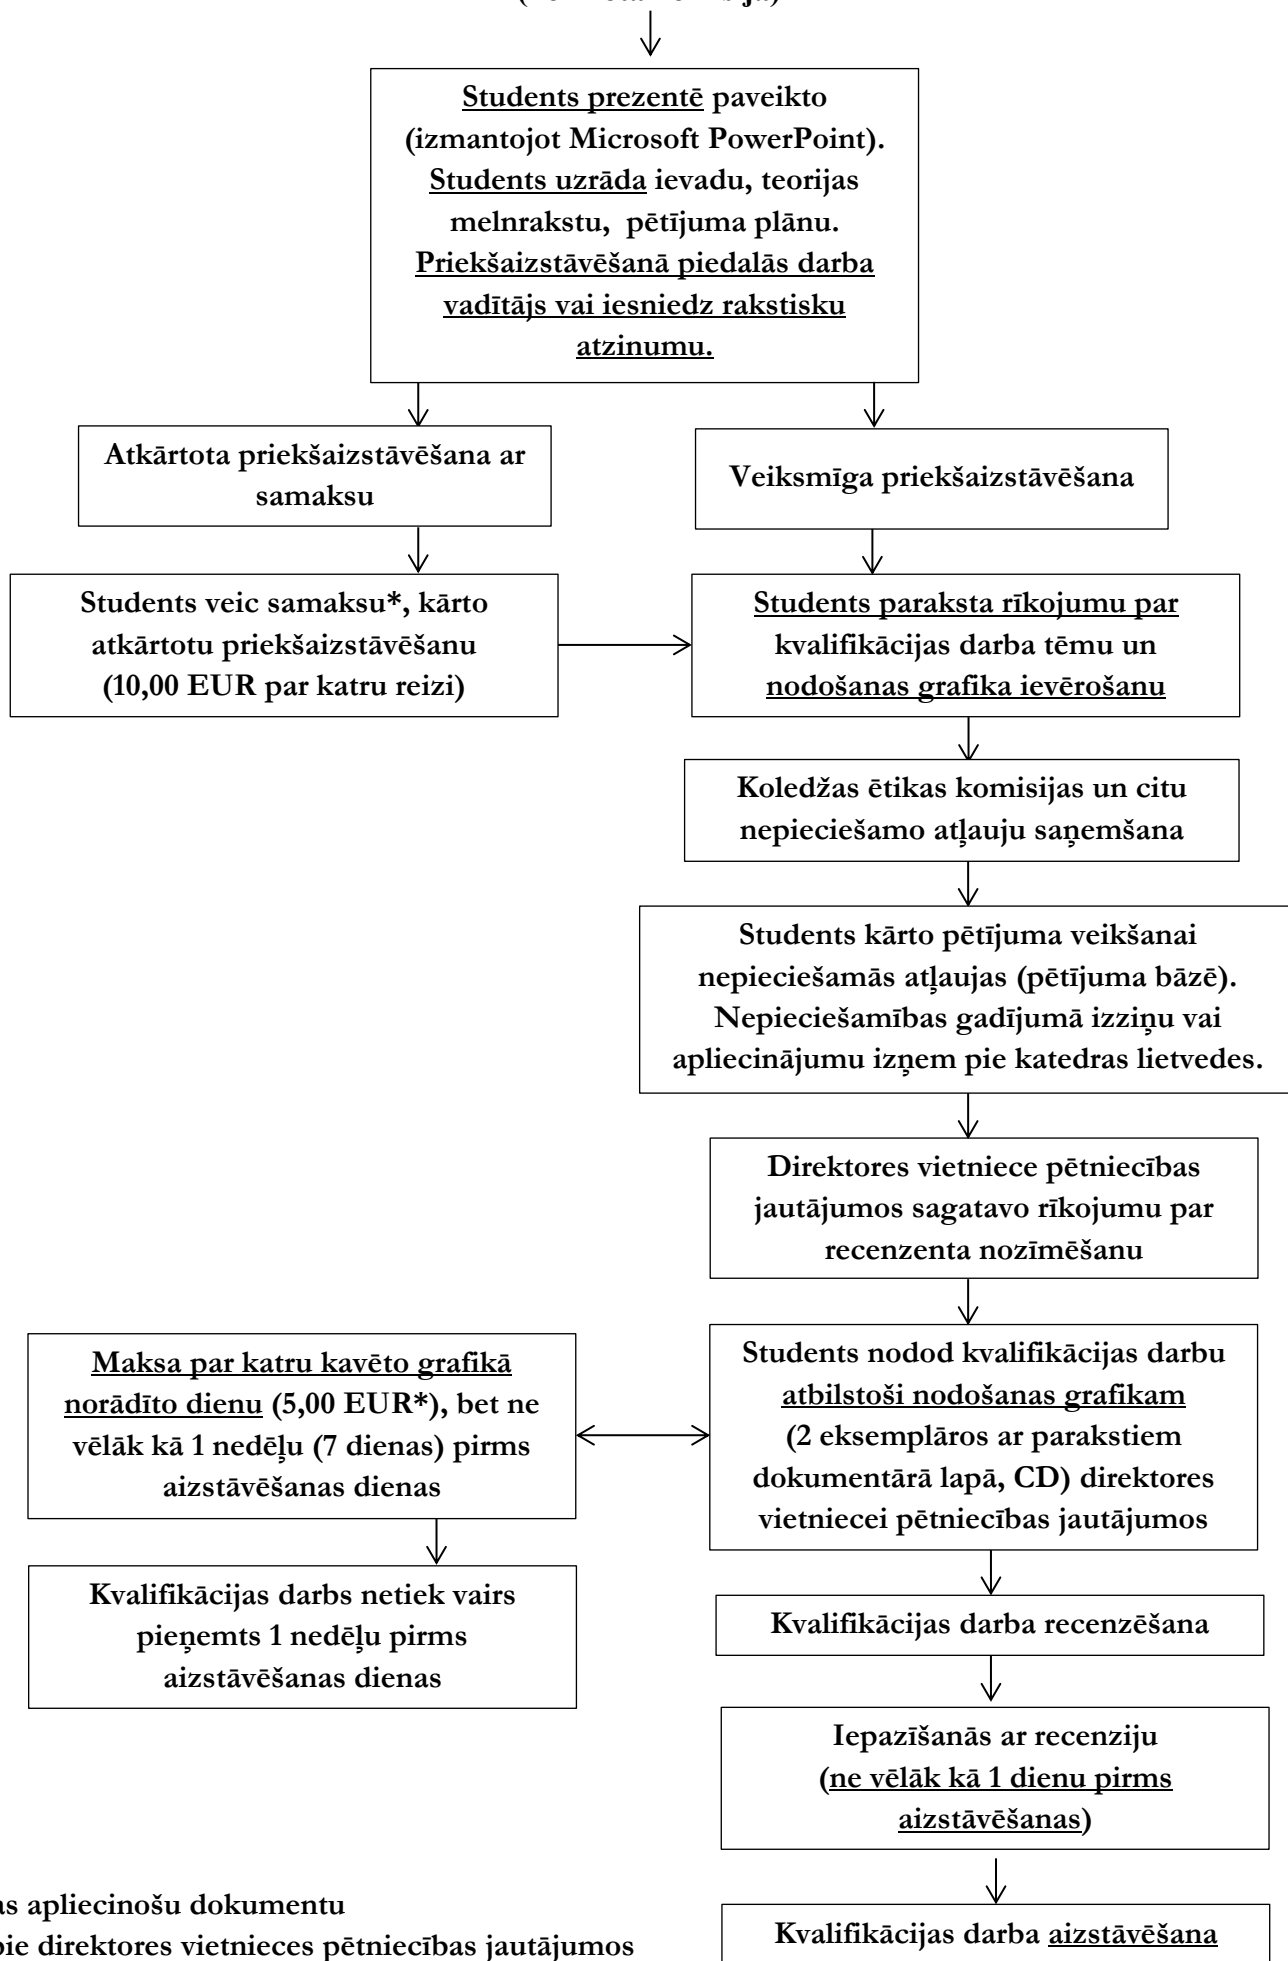 Students prezentē paveikto
(izmantojot Microsoft PowerPoint).
Students uzrāda ievadu, teorijas
melnrakstu, pētījuma plānu.
Priekšaizstāvēšanā piedalās darba
vadītājs vai iesniedz rakstisku
atzinumu.
Atkārtota priekšaizstāvēšana ar
samaksu
Veiksmīga priekšaizstāvēšana
Students veic samaksu*, kārto
atkārtotu priekšaizstāvēšanu
(10,00 EUR par katru reizi)
Students paraksta rīkojumu par
kvalifikācijas darba tēmu un
nodošanas grafika ievērošanu
Koledžas ētikas komisijas un citu
nepieciešamo atļauju saņemšana
Students kārto pētījuma veikšanai
nepieciešamās atļaujas (pētījuma bāzē).
Nepieciešamības gadījumā izziņu vai
apliecinājumu izņem pie katedras lietvedes.
Direktores vietniece pētniecības
jautājumos sagatavo rīkojumu par
recenzenta nozīmēšanu
Maksa par katru kavēto grafikā
norādīto dienu (5,00 EUR*), bet ne
vēlāk kā 1 nedēļu (7 dienas) pirms
aizstāvēšanas dienas
Students nodod kvalifikācijas darbu
atbilstoši nodošanas grafikam
(2 eksemplāros ar parakstiem
dokumentārā lapā, CD) direktores
vietniecei pētniecības jautājumos
Kvalifikācijas darbs netiek vairs
pieņemts 1 nedēļu pirms
aizstāvēšanas dienas
Kvalifikācijas darba recenzēšana
Iepazīšanās ar recenziju
(ne vēlāk kā 1 dienu pirms
aizstāvēšanas)
apliecinošu dokumentu
pie direktores vietnieces pētniecības jautājumos
Kvalifikācijas darba aizstāvēšana